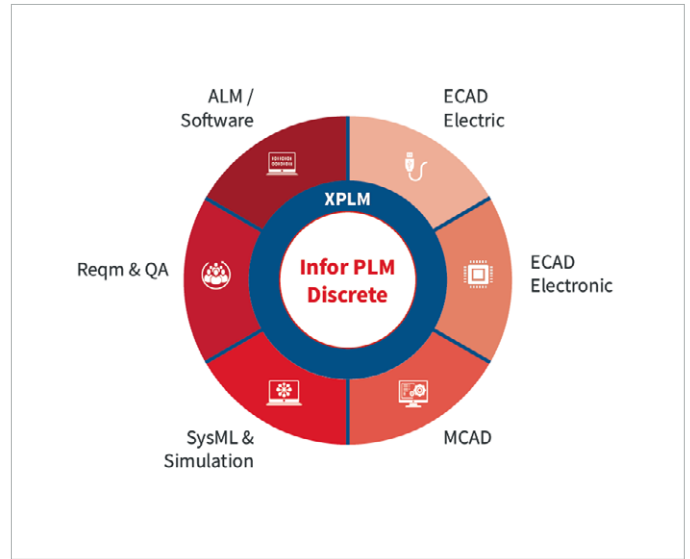 ALM /
Software
ECAD
Electric
XPLM
Infor PLM
Discrete
Reqm & QA
ECAD
Electronic
SysML &
Simulation
MCAD